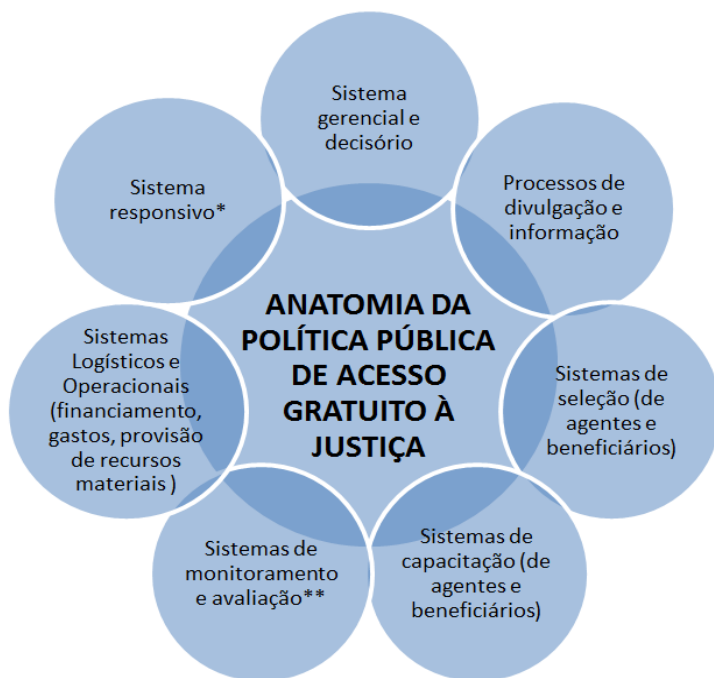 Sistema
gerencial e
decisório
Processos de
divulgação e
informação
Sistemas de
seleção (de
agentes e
beneficiários)
Sistemas de
capacitação (de
agentes e
beneficiários)
Sistemas de
monitoramento
e avaliação**
Sistemas
Logísticos e
Operacionais
(financiamento,
gastos, provisão
de recursos
materiais )
Sistema
responsivo*
ANATOMIA DA
POLÍTICA PÚBLICA
DE ACESSO
GRATUITO À
JUSTIÇA